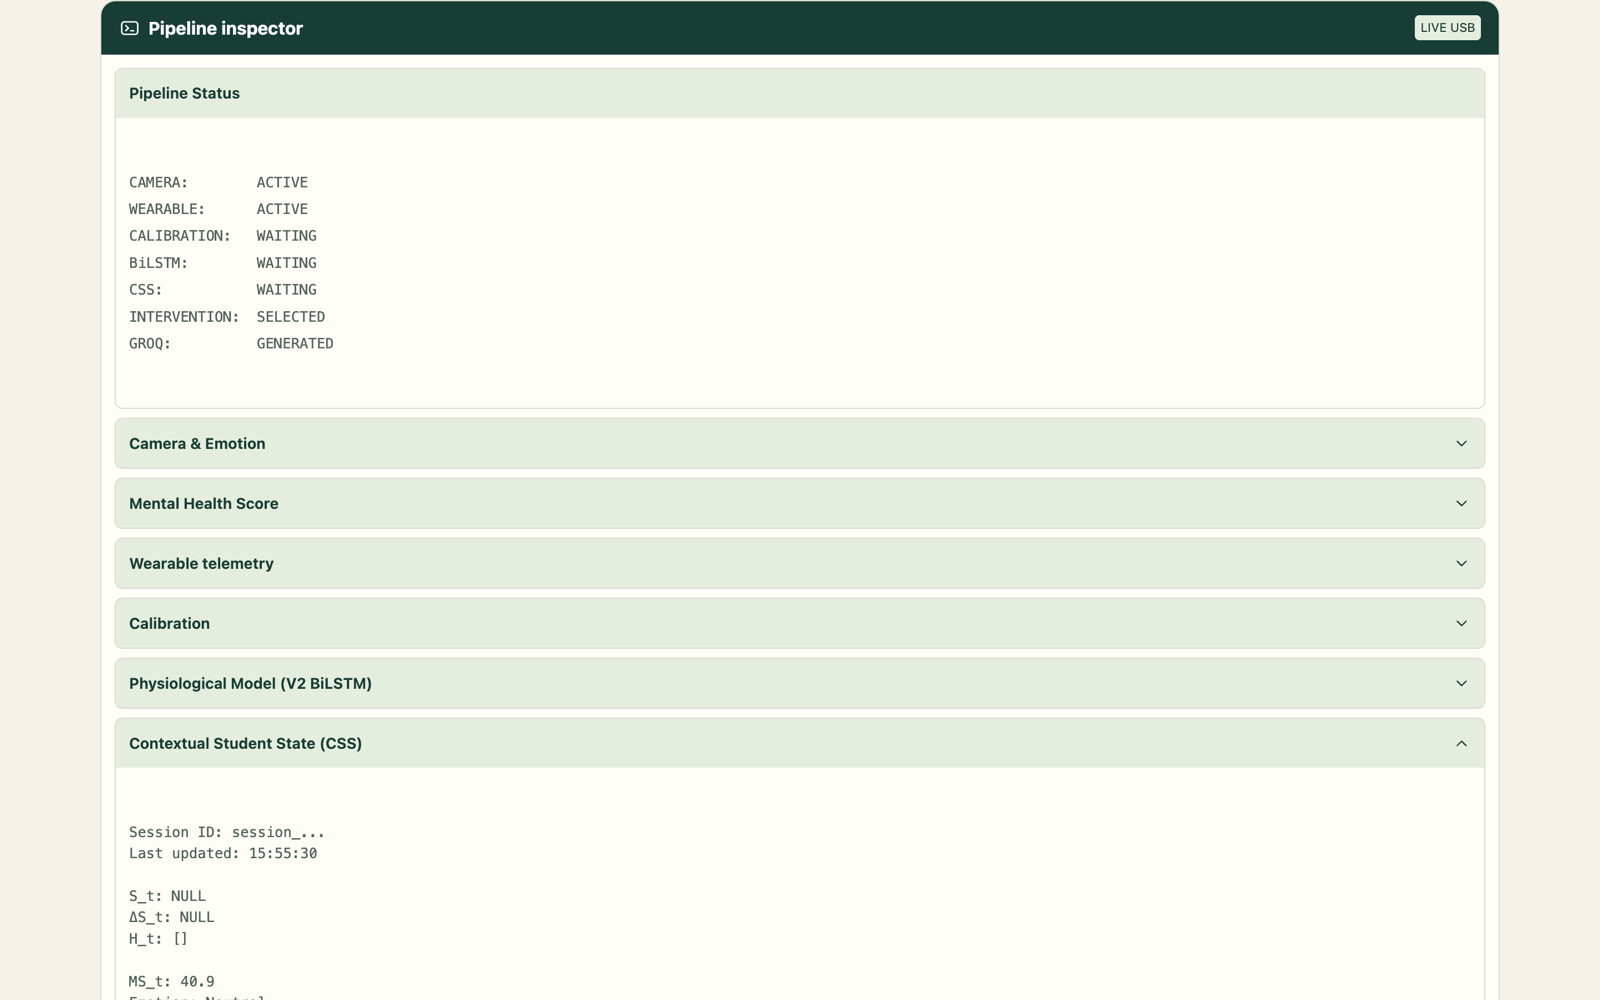 Pipeline inspector
LIVE USB
Pipeline Status
CAMERA: ACTIVE
WEARABLE: ACTIVE
CALIBRATION: WAITING
BiLSTM: WAITING
CSS: WAITING
INTERVENTION: SELECTED
GROQ: GENERATED
Camera & Emotion
Mental Health Score
Wearable telemetry
Calibration
Physiological Model (V2 BiLSTM)
Contextual Student State (CSS)
Session ID: session_...
Last updated: 15:55:30
S_t: NULL
ΔS_t: NULL
H_t: []
MS_t: 40.9
Emotion: Neutral